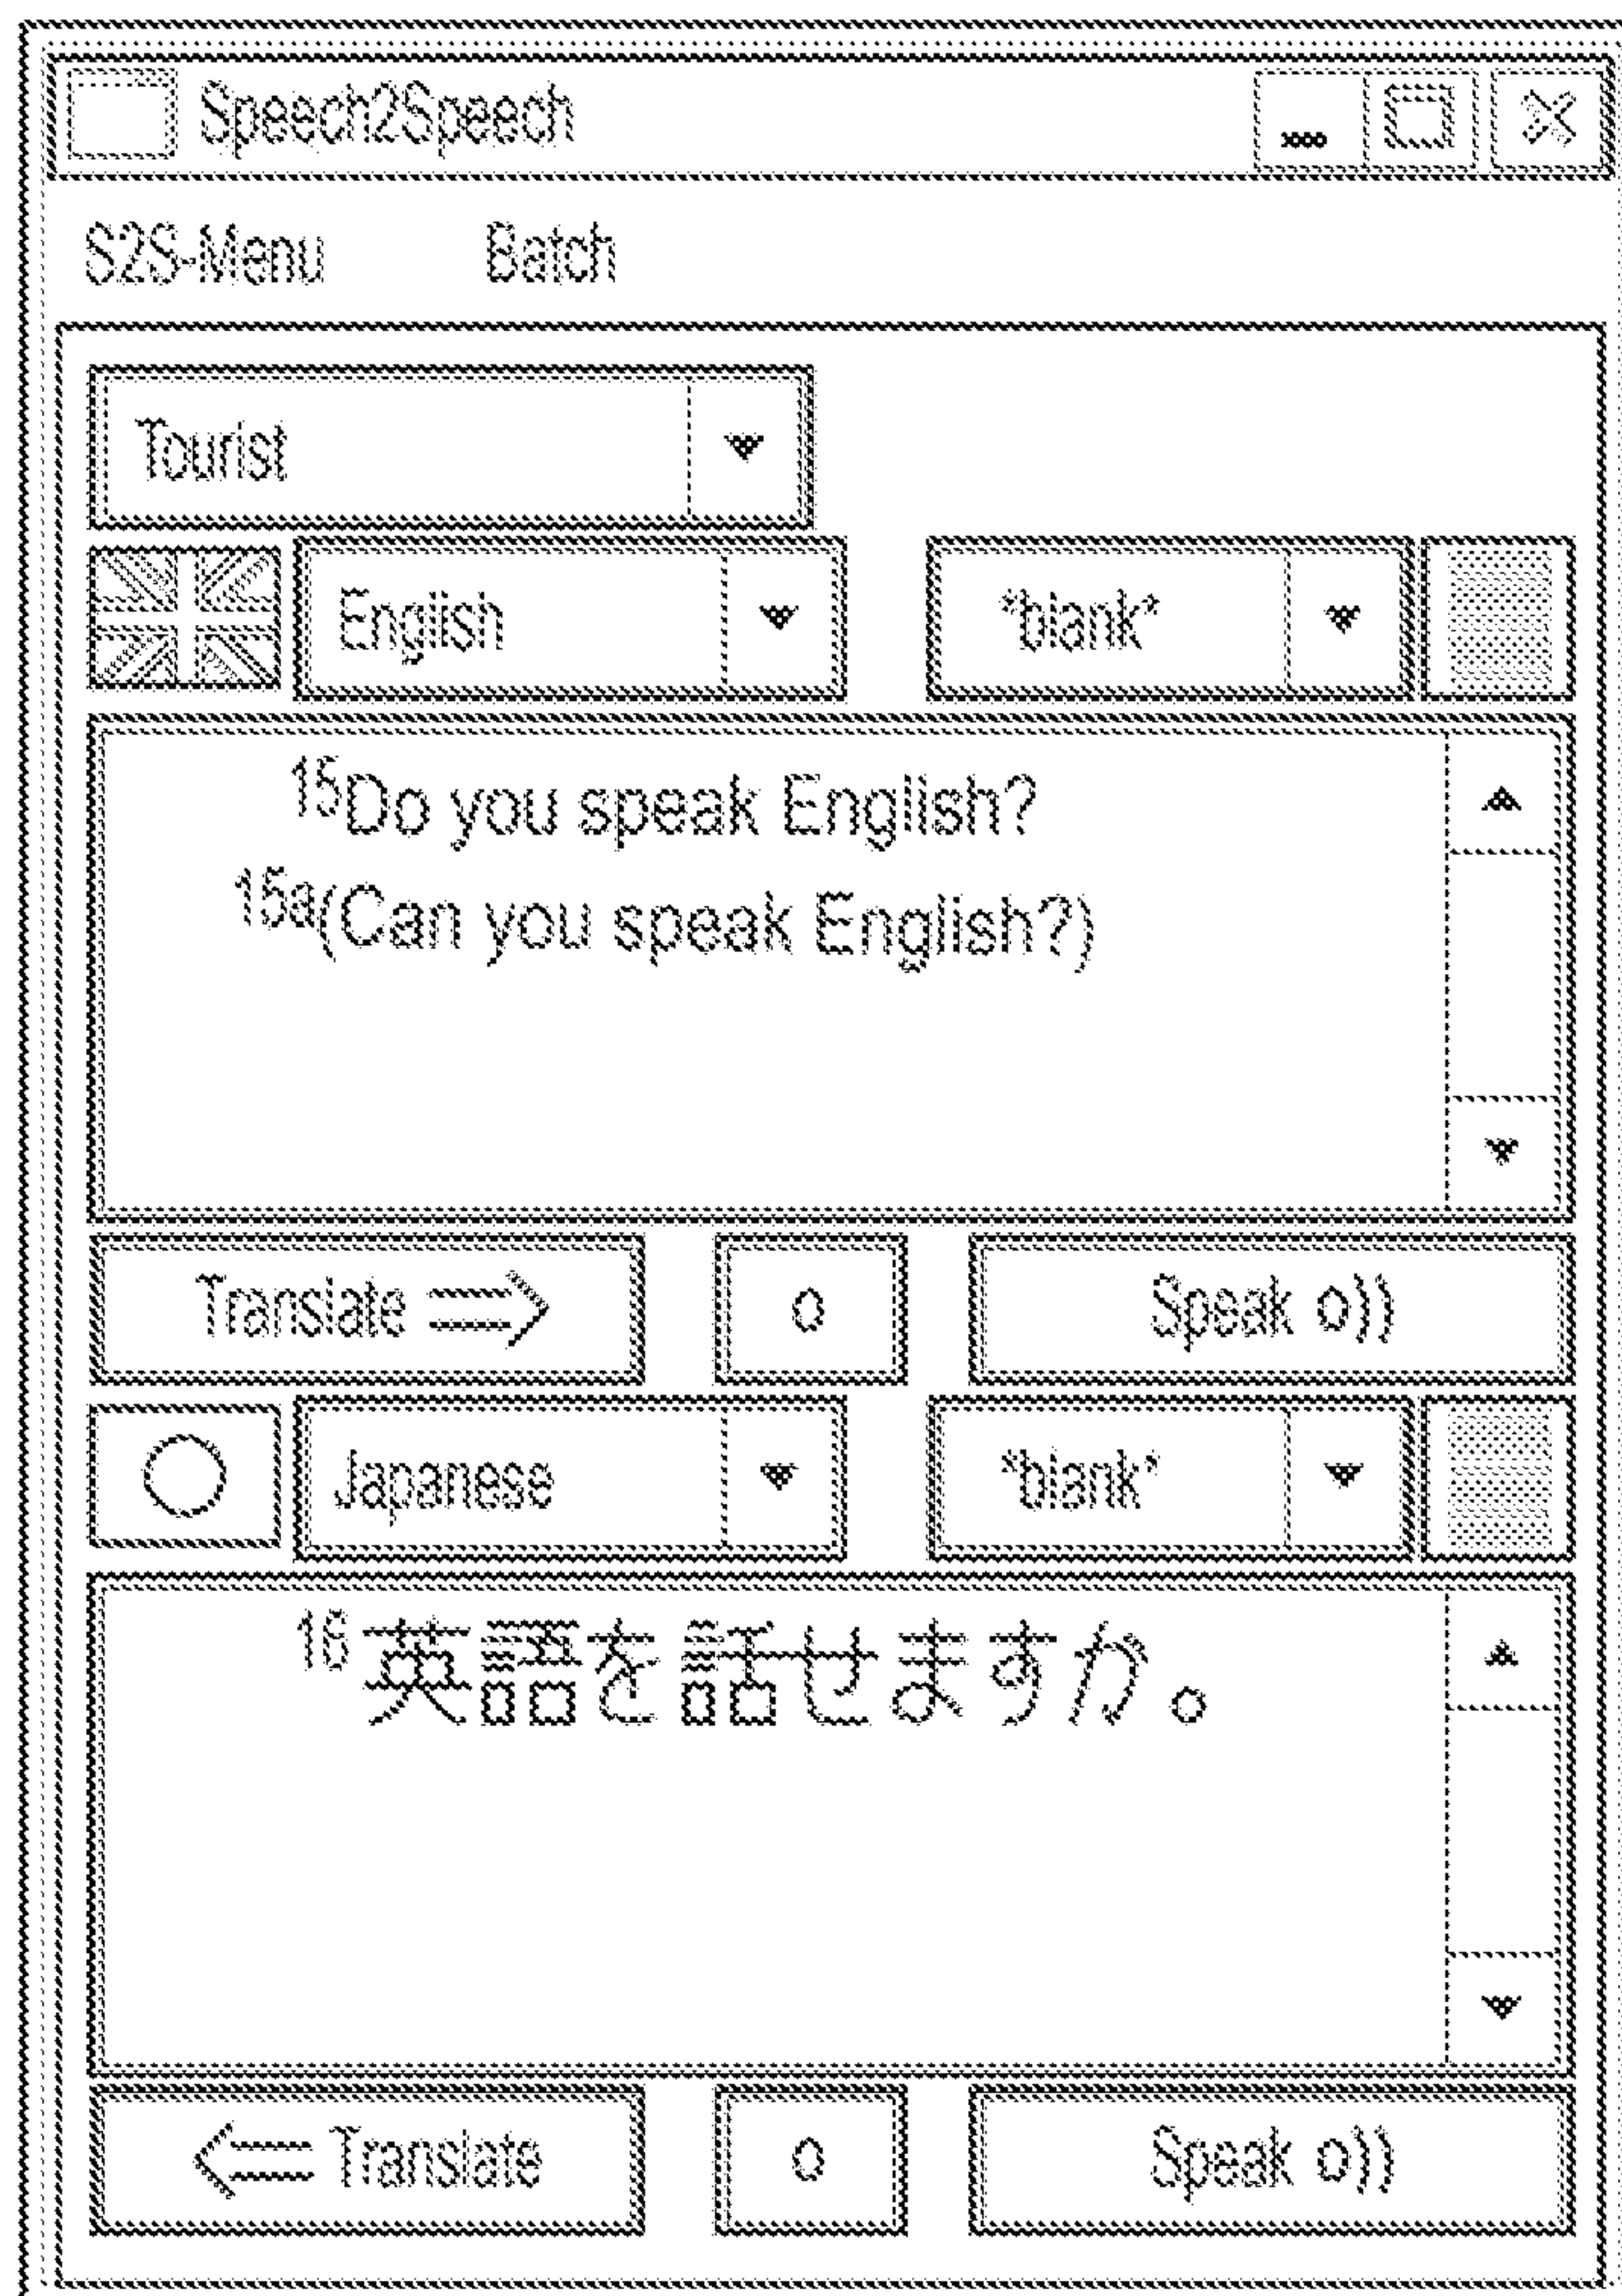 Speech2Speech
S2S-Menu Batch
Tourist
English *blank*
15Do you speak English?
15a(Can you speak English?)
Translate ⇒ o Speak o))
Japanese *blank*
16英語を話せますか。
⇐ Translate o Speak o))